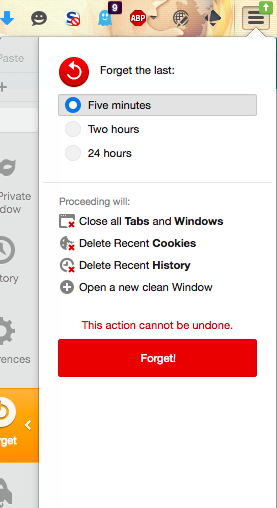 9
ABP
Paste
Forget the last:
Five minutes
Two hours
24 hours
Private
dow
Proceeding will:
Close all Tabs and Windows
Delete Recent Cookies
tory
Delete Recent History
Open a new clean Window
This action cannot be undone.
rences
Forget!
rget